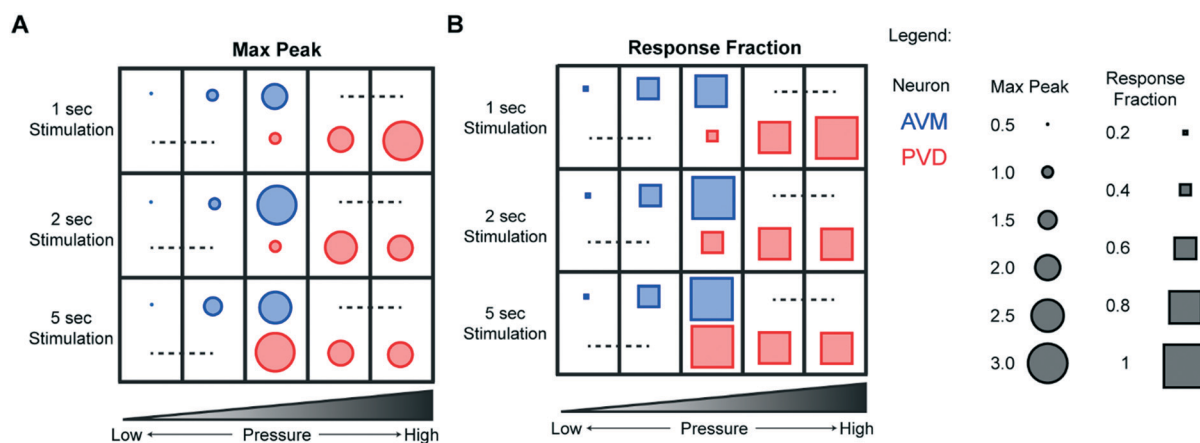 A
Max Peak
1 sec
Stimulation
2 sec
Stimulation
5 sec
Stimulation
Low
Pressure
High
B
Response Fraction
1 sec
Stimulation
2 sec
Stimulation
5 sec
Stimulation
Low
Pressure
High
Legend:
Neuron
AVM
PVD
Max Peak
0.5
1.0
1.5
2.0
2.5
3.0
Response
Fraction
0.2
0.4
0.6
0.8
1